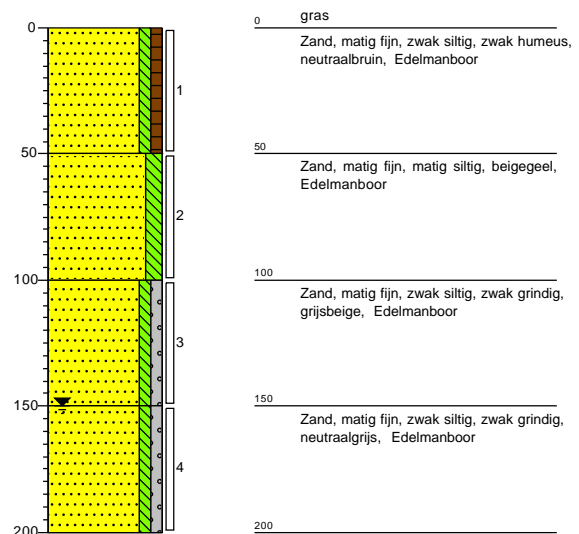 0
50
100
150
200
1
2
3
4
0
gras
Zand, matig fijn, zwak siltig, zwak humeus,
neutraalbruin, Edelmanboor
50
Zand, matig fijn, matig siltig, beigegeel,
Edelmanboor
100
Zand, matig fijn, zwak siltig, zwak grindig,
grijsbeige, Edelmanboor
150
Zand, matig fijn, zwak siltig, zwak grindig,
neutraalgrijs, Edelmanboor
200